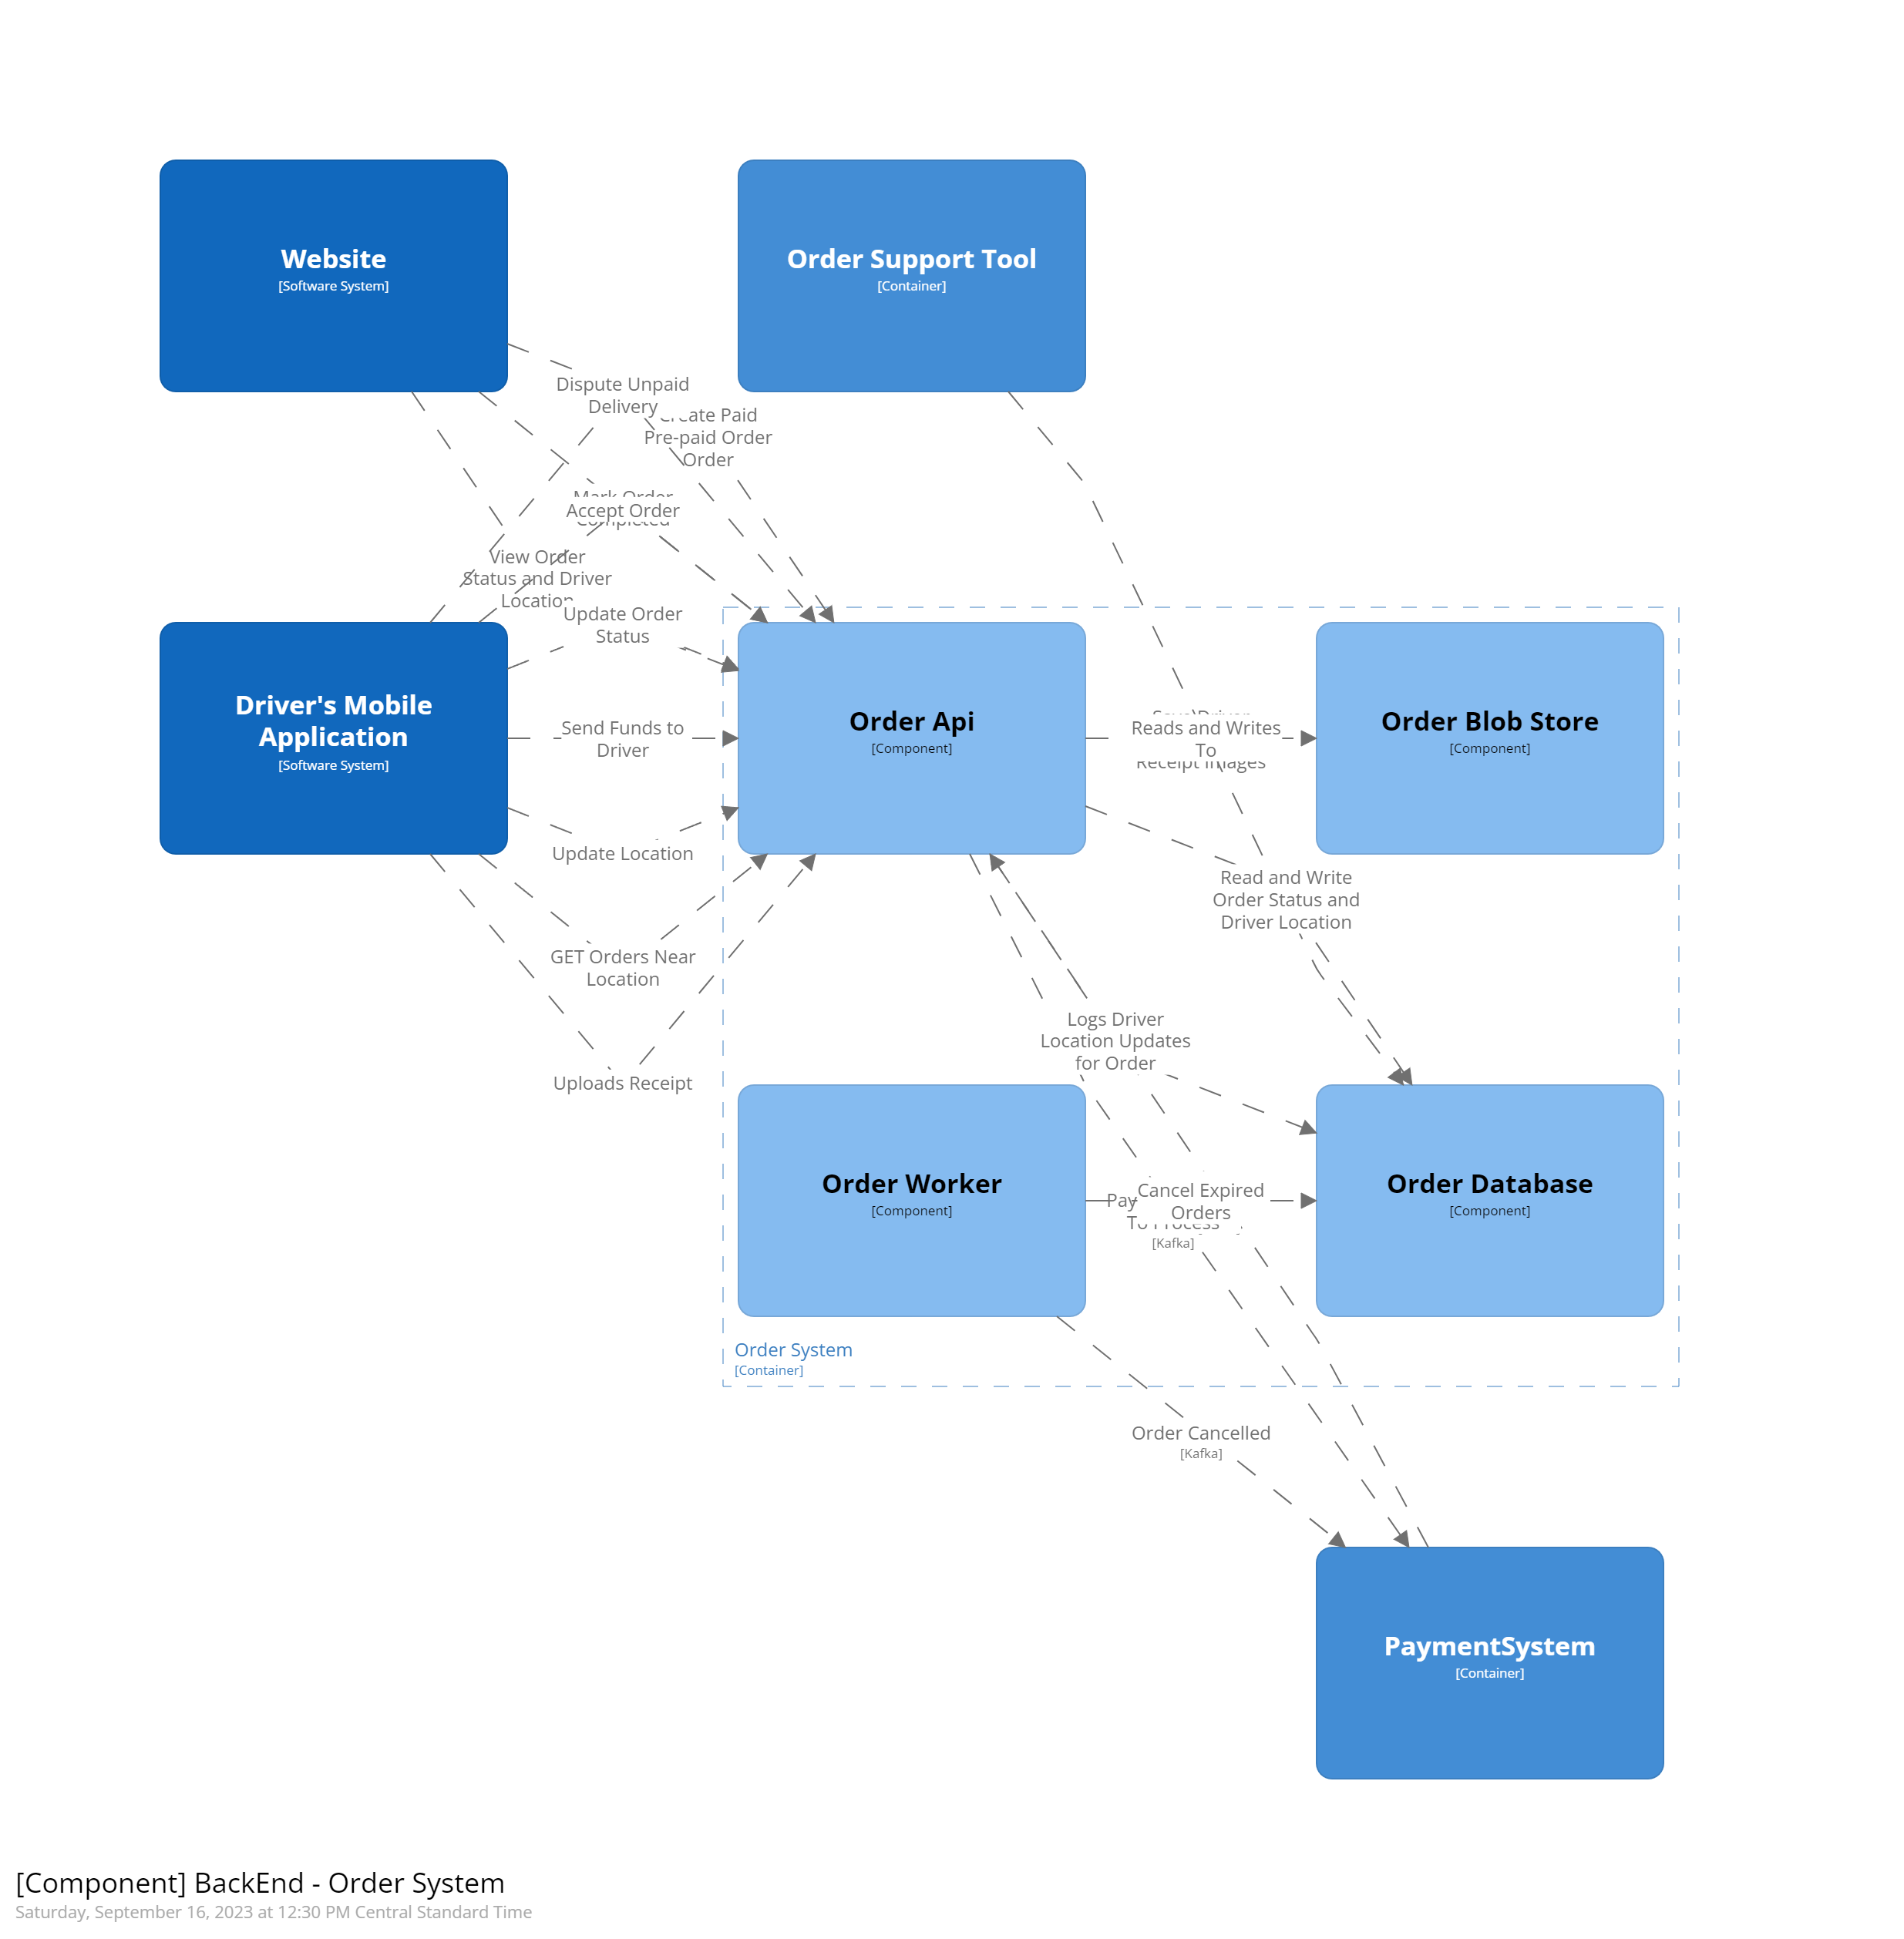 Website
[Software System]
Order Support Tool
[Container]
Dispute Unpaid
Delivery
Paid
Pre-paid Order
Order
Mark Order
Accept Order
Completed
View Order
Status and Driver
Location
Update Order
Status
Driver's Mobile
Application
[Software System]
Send Funds to
Driver
Order Api
[Component]
Reads and Writes
To
Receipt Images
Order Blob Store
[Component]
Update Location
Read and Write
Order Status and
Driver Location
GET Orders Near
Location
Logs Driver
Location Updates
for Order
Uploads Receipt
Order Worker
[Component]
Pay
Cancel Expired
Orders
To Process
[Kafka]
Order Database
[Component]
Order System
[Container]
Order Cancelled
[Kafka]
PaymentSystem
[Container]
[Component] BackEnd - Order System
Saturday, September 16, 2023 at 12:30 PM Central Standard Time